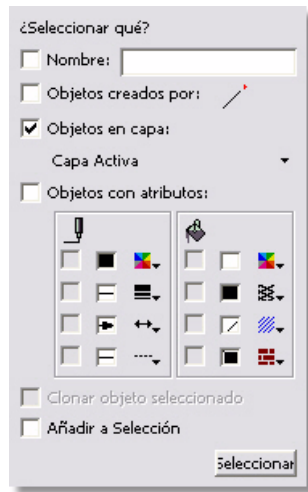 ¿Seleccionar qué?
Nombre:
Objetos creados por:
Objetos en capa:
Capa Activa
Objetos con atributos:
Clonar objeto seleccionado
Añadir a Selección
Seleccionar